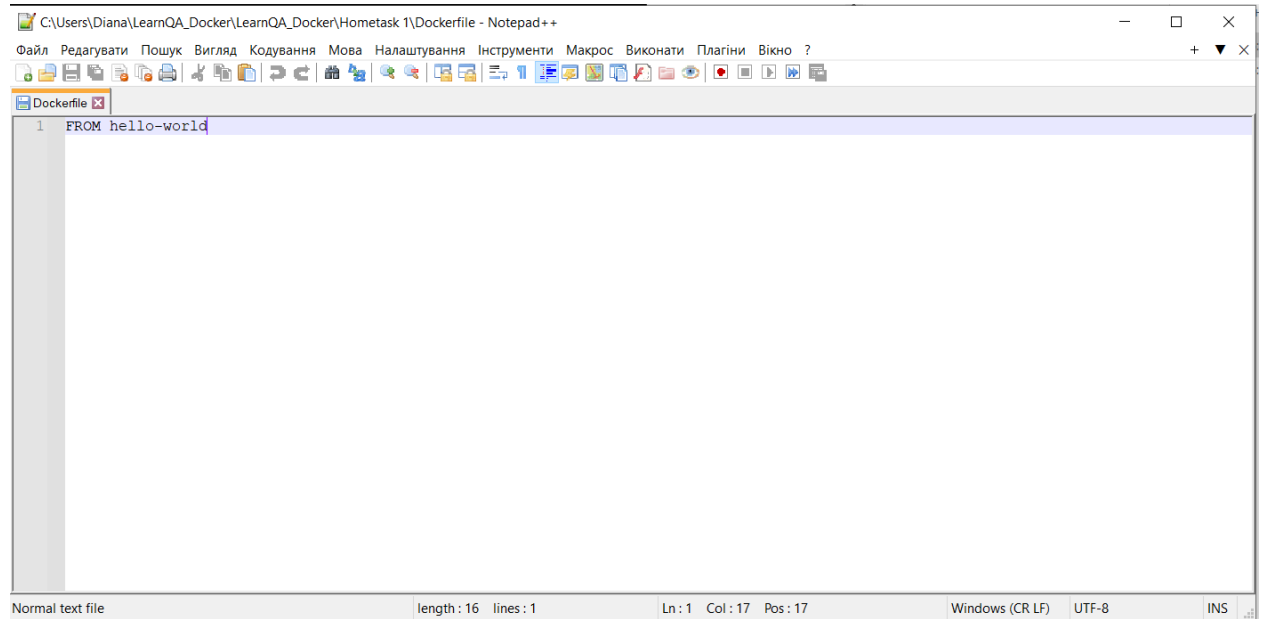 C:\Users\Diana\LearnQA_Docker\LearnQA_Docker\Hometask 1\Dockerfile - Notepad++
Файл Редагувати Пошук Вигляд Кодування Мова Налаштування Інструменти Макрос Виконати Плагіни Вікно ?
Dockerfile
1 FROM hello-world
Normal text file length : 16 lines : 1 Ln : 1 Col : 17 Pos : 17 Windows (CR LF) UTF-8 INS